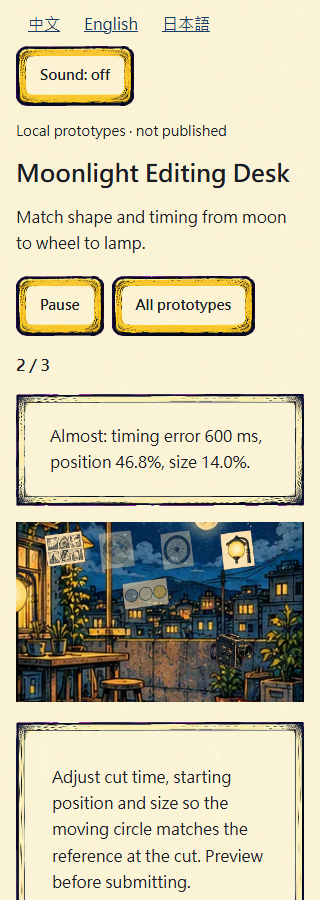 中文 English 日本語
Sound: off
Local prototypes · not published
Moonlight Editing Desk
Match shape and timing from moon
to wheel to lamp.
Pause All prototypes
2 / 3
Almost: timing error 600 ms,
position 46.8%, size 14.0%.
Adjust cut time, starting
position and size so the
moving circle matches the
reference at the cut. Preview
before submitting.